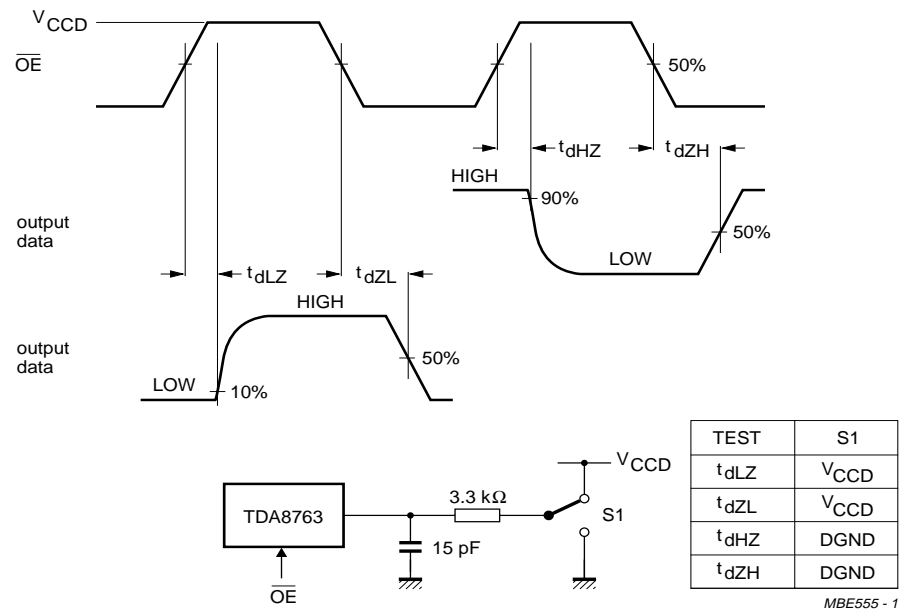 VCCD
OE
50%
tdHZ
tdZH
HIGH
90%
output
data
50%
LOW
tdLZ
tdZL
HIGH
output
data
50%
LOW
10%
TEST S1
tdLZ VCCD
tdZL VCCD
tdHZ DGND
tdZH DGND
VCCD
3.3 kΩ
S1
TDA8763
15 pF
OE
MBE555 - 1